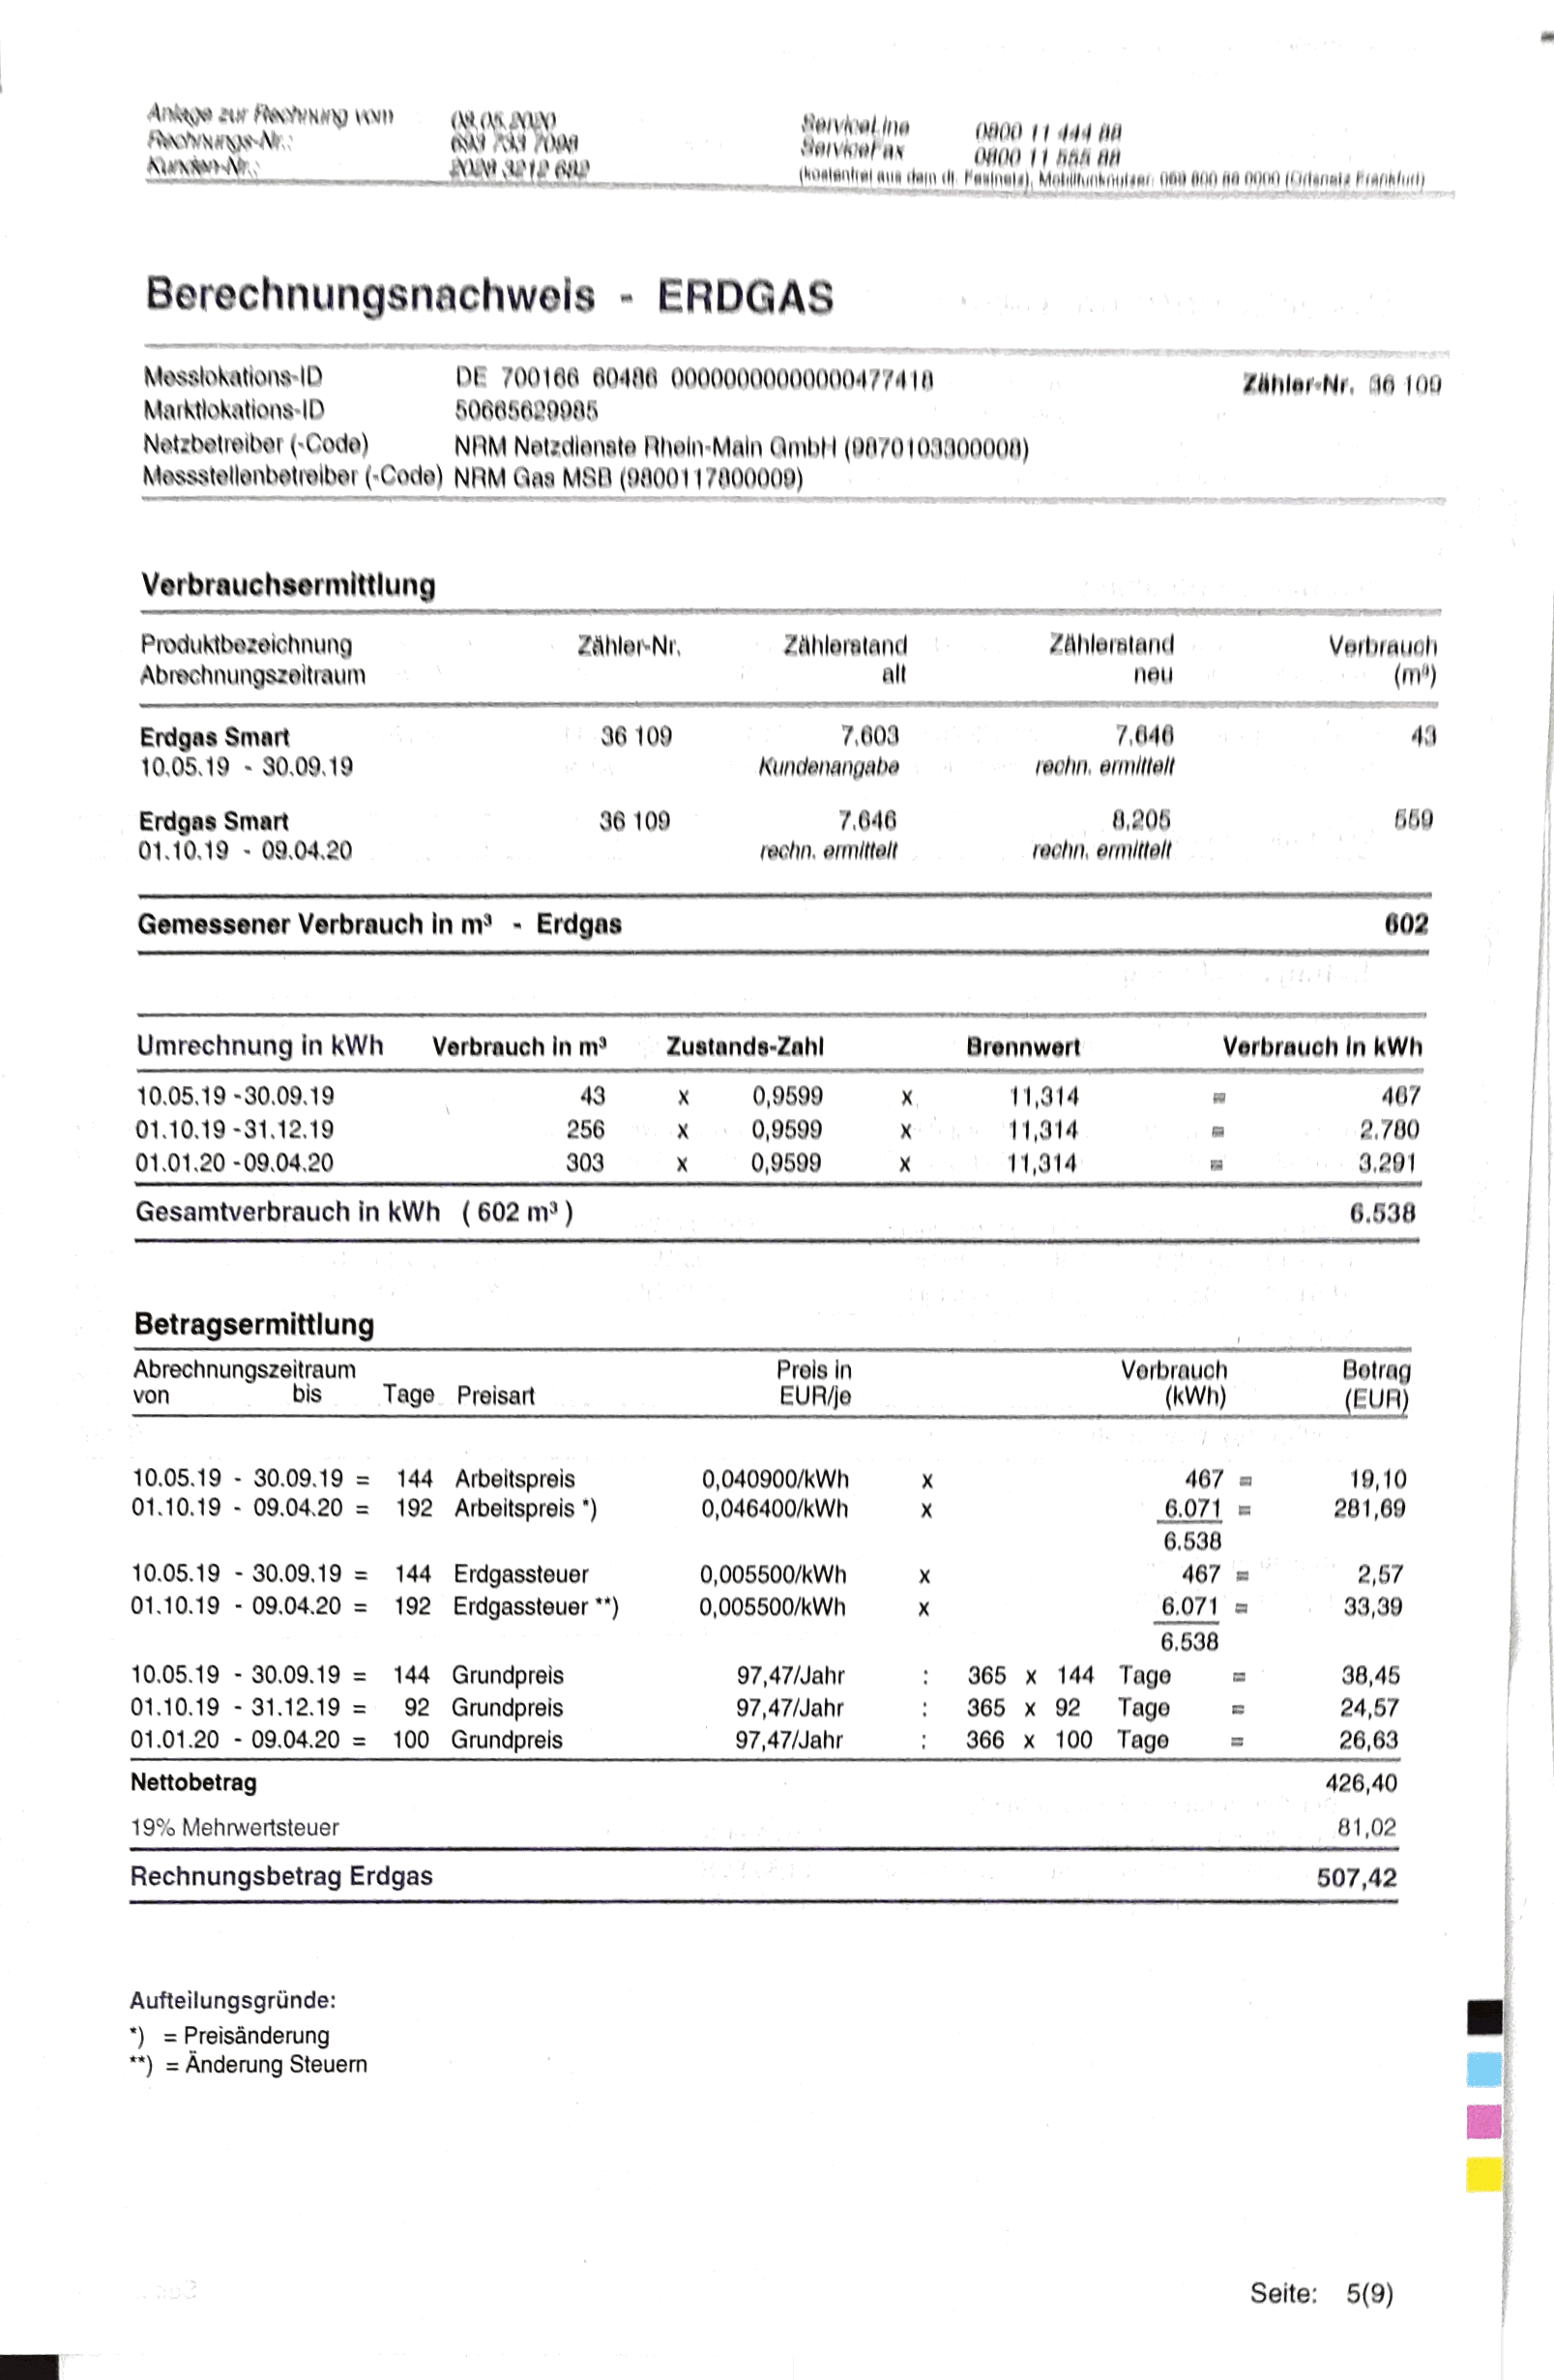 Anlage zur Rechnung vom
Rechnungs-Nr.:
Kunden-Nr.:
ServiceLine 0800 11 444 88
ServiceFax 0800 11 555 88
(kostenfrei aus dem dt. Festnetz), Mobilfunknutzer: 069 800 88 0000 (Ortsnetz Frankfurt)
Berechnungsnachweis - ERDGAS
Messlokations-ID DE 700166 60486 00000000000000477418 Zähler-Nr. 36 109
Marktlokations-ID 50665629985
Netzbetreiber (-Code) NRM Netzdienste Rhein-Main GmbH (9870103300008)
Messstellenbetreiber (-Code) NRM Gas MSB (9800117800009)
Verbrauchsermittlung
Produktbezeichnung Zähler-Nr. Zählerstand Zählerstand Verbrauch
Abrechnungszeitraum alt neu (m³)
Erdgas Smart 36 109 7.603 7.646 43
10.05.19 - 30.09.19 Kundenangabe rechn. ermittelt
Erdgas Smart 36 109 7.646 8.205 559
01.10.19 - 09.04.20 rechn. ermittelt rechn. ermittelt
Gemessener Verbrauch in m³ - Erdgas 602
Umrechnung in kWh Verbrauch in m³ Zustands-Zahl Brennwert Verbrauch in kWh
10.05.19 -30.09.19 43 x 0,9599 x 11,314 = 467
01.10.19 -31.12.19 256 x 0,9599 x 11,314 = 2.780
01.01.20 -09.04.20 303 x 0,9599 x 11,314 = 3.291
Gesamtverbrauch in kWh ( 602 m³ ) 6.538
Betragsermittlung
Abrechnungszeitraum Preis in Verbrauch Betrag
von bis Tage Preisart EUR/je (kWh) (EUR)
10.05.19 - 30.09.19 = 144 Arbeitspreis 0,040900/kWh x 467 = 19,10
01.10.19 - 09.04.20 = 192 Arbeitspreis *) 0,046400/kWh x 6.071 = 281,69
6.538
10.05.19 - 30.09.19 = 144 Erdgassteuer 0,005500/kWh x 467 = 2,57
01.10.19 - 09.04.20 = 192 Erdgassteuer **) 0,005500/kWh x 6.071 = 33,39
6.538
10.05.19 - 30.09.19 = 144 Grundpreis 97,47/Jahr : 365 x 144 Tage = 38,45
01.10.19 - 31.12.19 = 92 Grundpreis 97,47/Jahr : 365 x 92 Tage = 24,57
01.01.20 - 09.04.20 = 100 Grundpreis 97,47/Jahr : 366 x 100 Tage = 26,63
Nettobetrag 426,40
19% Mehrwertsteuer 81,02
Rechnungsbetrag Erdgas 507,42
Aufteilungsgründe:
*) = Preisänderung
**) = Änderung Steuern
Seite: 5(9)